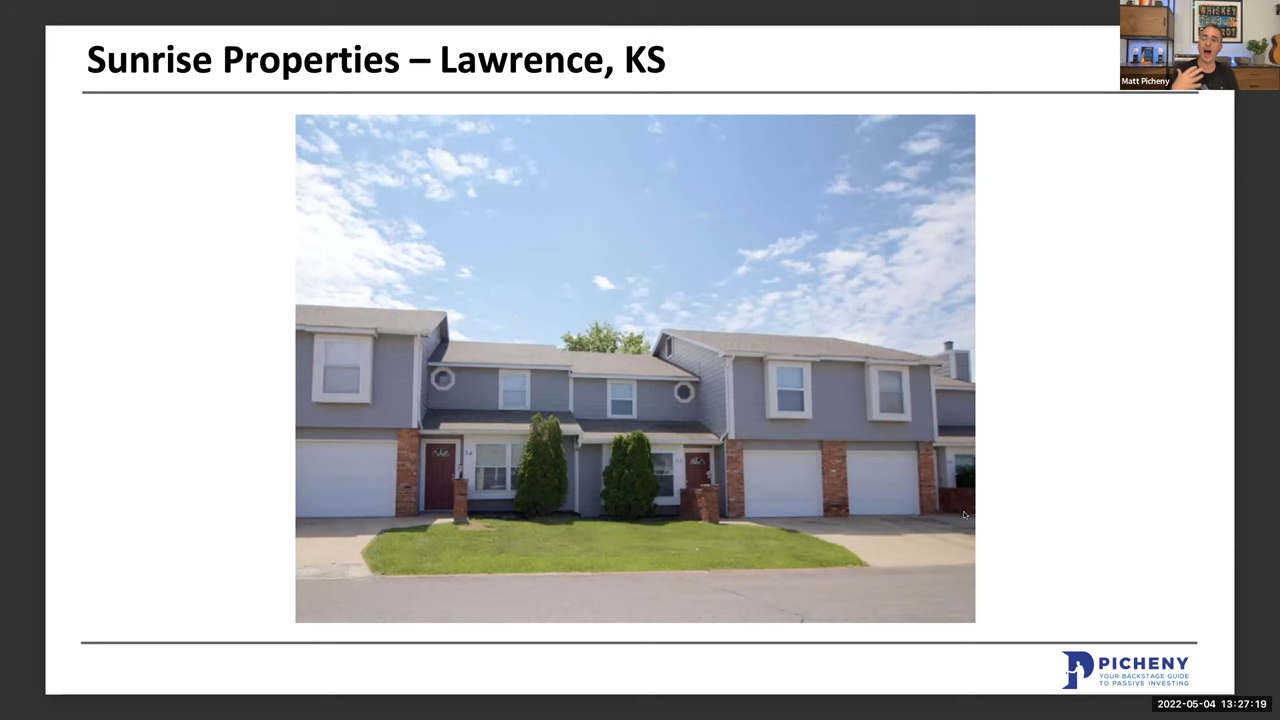 Sunrise Properties – Lawrence, KS
WHISKEY
Matt Picheny
PICHENY
YOUR BACKSTAGE GUIDE
TO PASSIVE INVESTING
2022-05-04 13:27:19